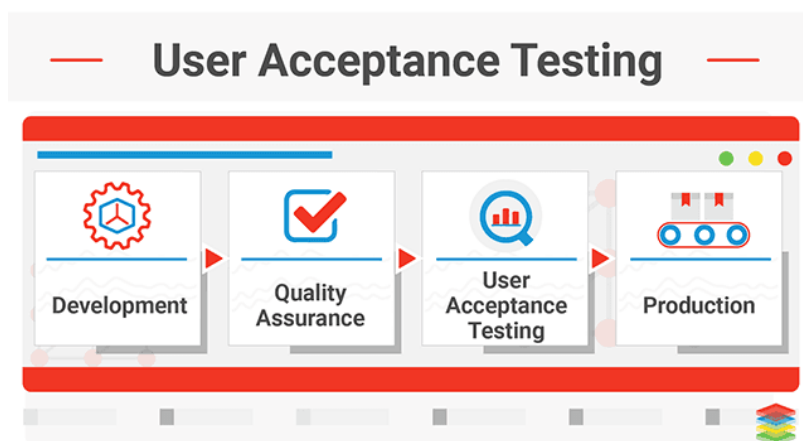 User Acceptance Testing
Development
Quality
Assurance
User
Acceptance
Testing
Production